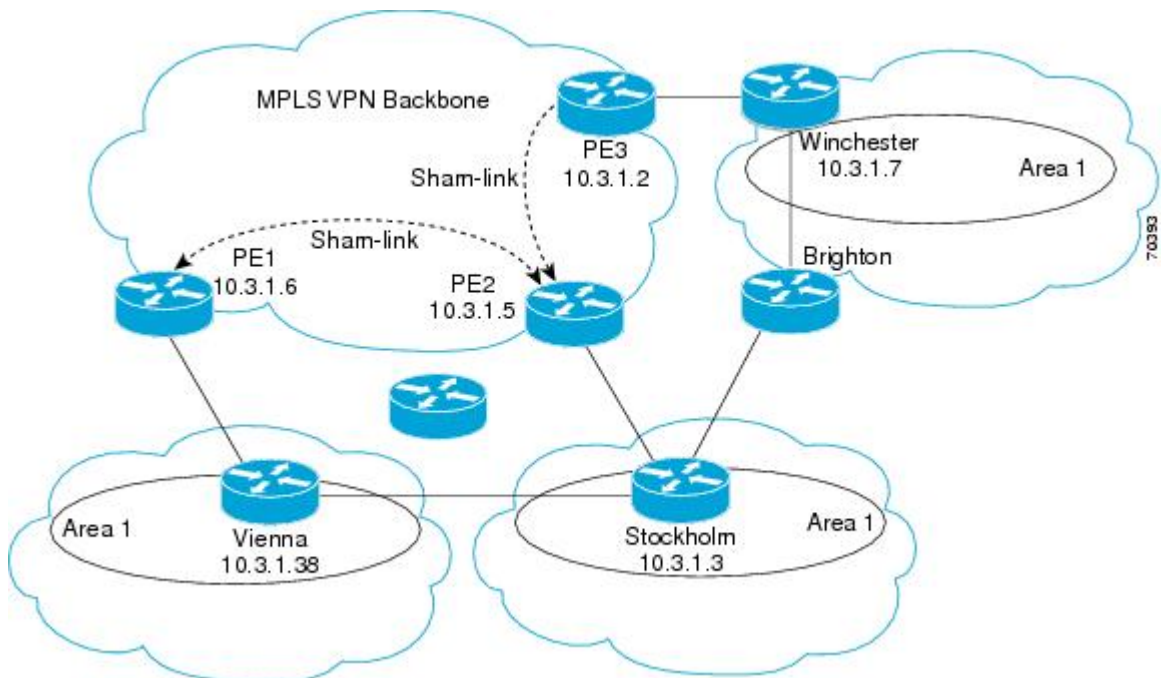 MPLS VPN Backbone
PE3
10.3.1.2
Winchester
10.3.1.7
Area 1
Sham-link
Sham-link
PE1
10.3.1.6
PE2
10.3.1.5
Brighton
70393
Area 1
Vienna
10.3.1.38
Stockholm
10.3.1.3
Area 1